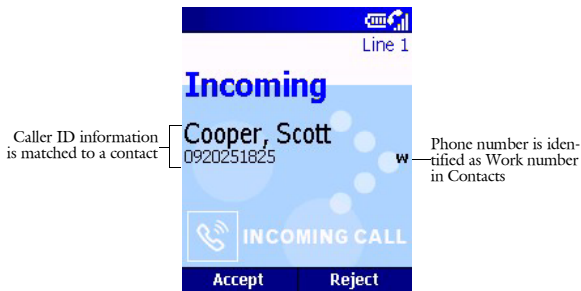 Line 1
Incoming
Caller ID information
is matched to a contact
Cooper, Scott
0920251825
w
Phone number is iden-
tified as Work number
in Contacts
INCOMING CALL
Accept Reject